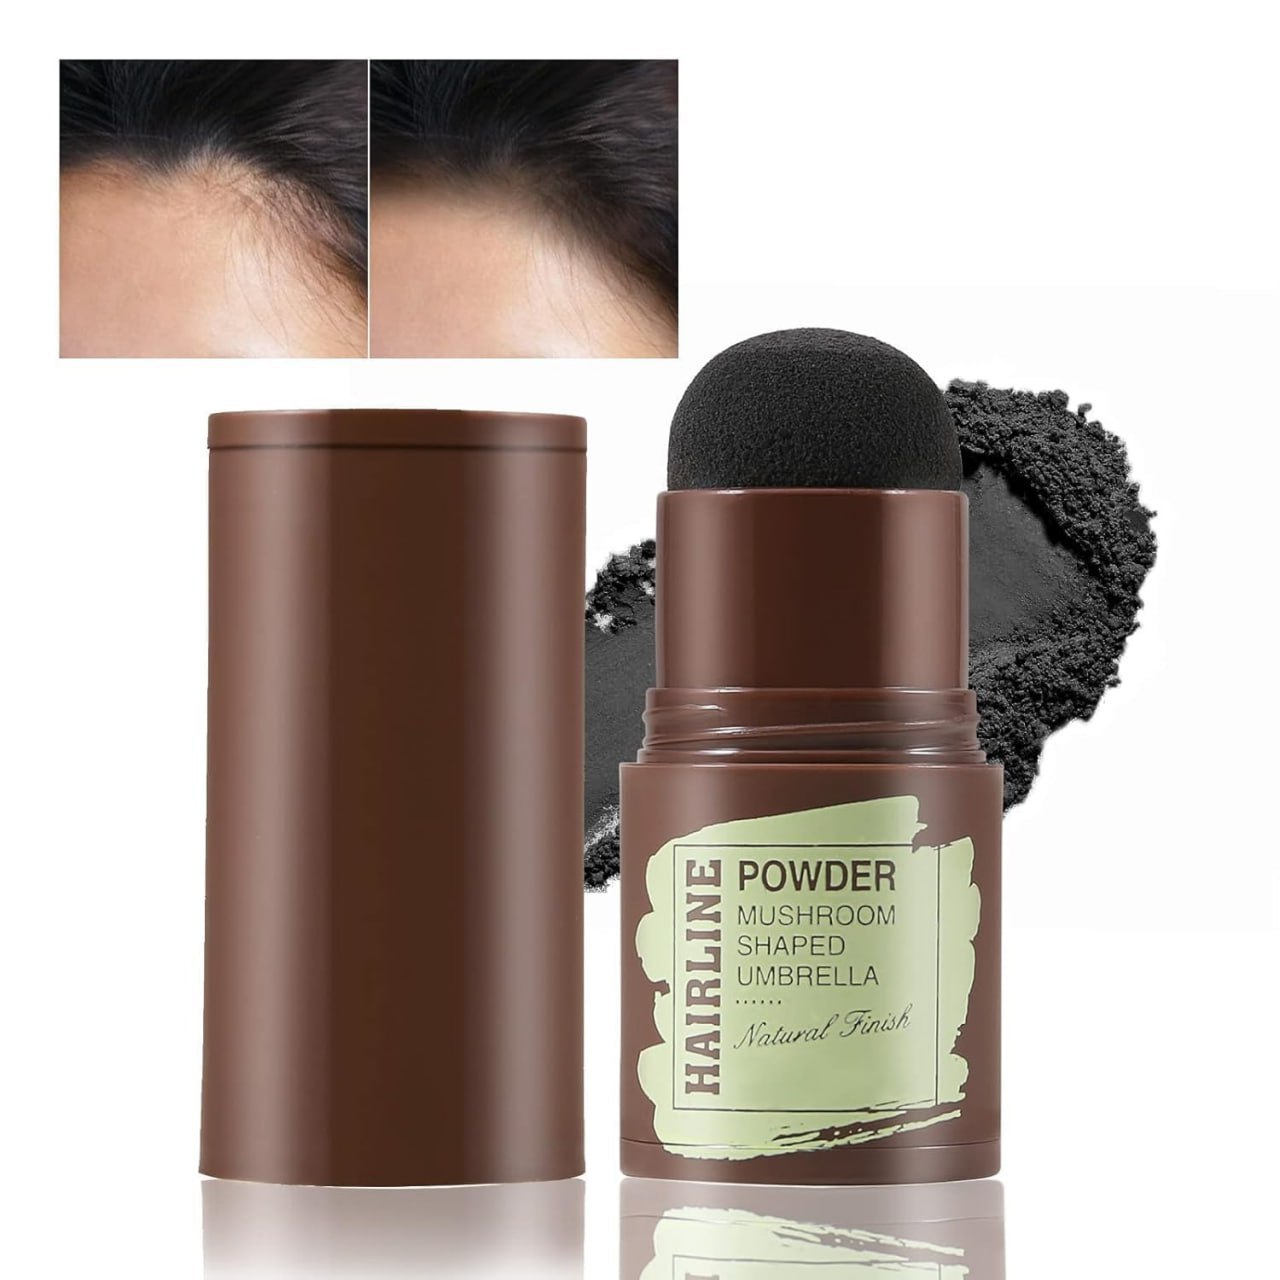 HAIRLINE
POWDER
MUSHROOM
SHAPED
UMBRELLA
......
Natural Finish